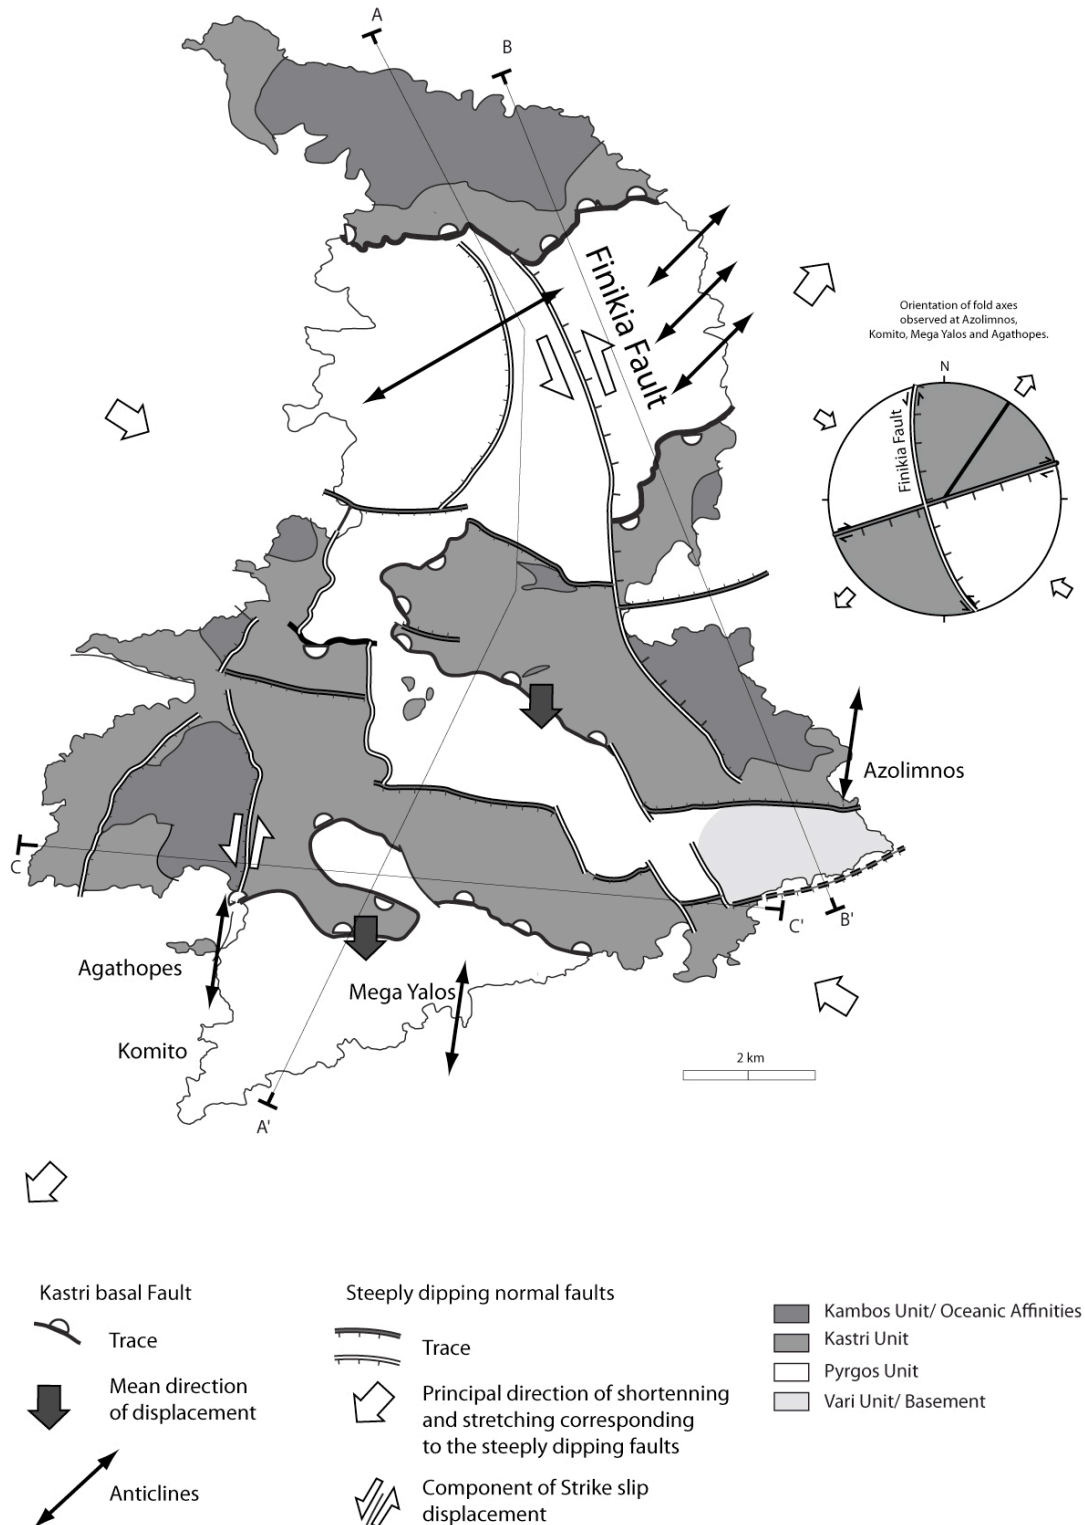 A
B
Finikia Fault
Orientation of fold axes
observed at Azolimnos,
Komito, Mega Yalos and Agathopes.
N
Finikia Fault
Azolimnos
C
C'
B'
Agathopes
Mega Yalos
Komito
2 km
A'
Kastri basal Fault
Trace
Mean direction
of displacement
Anticlines
Steeply dipping normal faults
Trace
Principal direction of shortenning
and stretching corresponding
to the steeply dipping faults
Component of Strike slip
displacement
Kambos Unit/ Oceanic Affinities
Kastri Unit
Pyrgos Unit
Vari Unit/ Basement